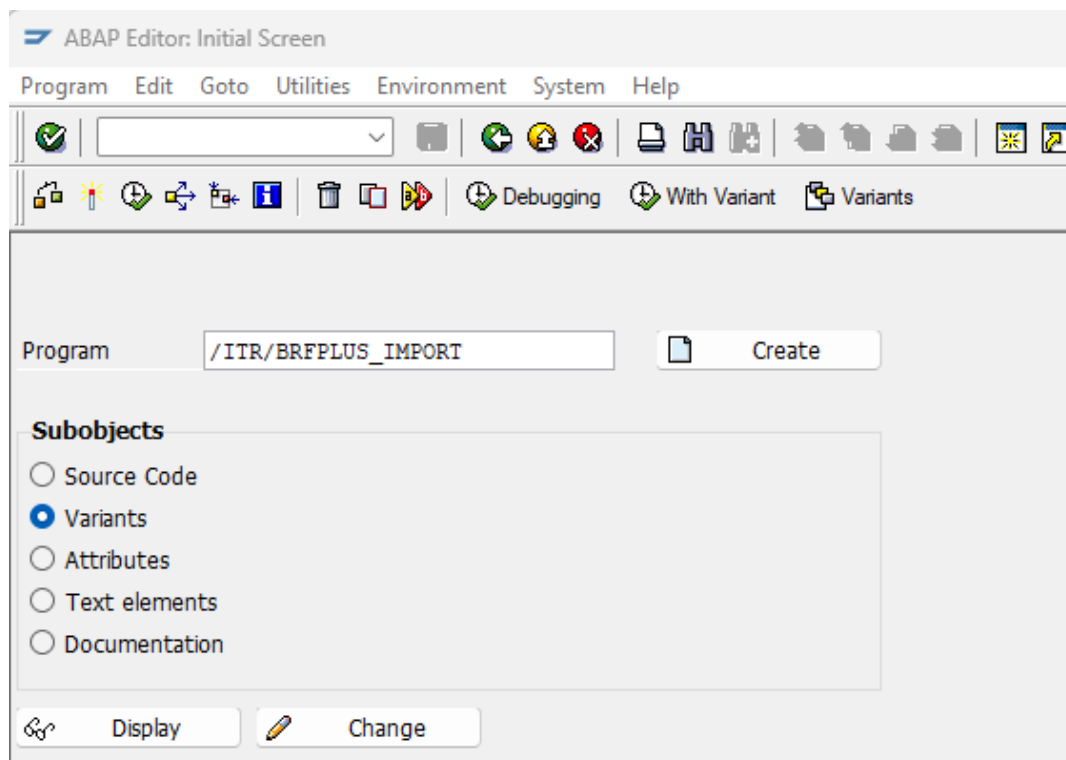 ABAP Editor: Initial Screen
Program Edit Goto Utilities Environment System Help
Debugging With Variant Variants
Program /ITR/BRFPLUS_IMPORT Create
Subobjects
Source Code
Variants
Attributes
Text elements
Documentation
Display Change